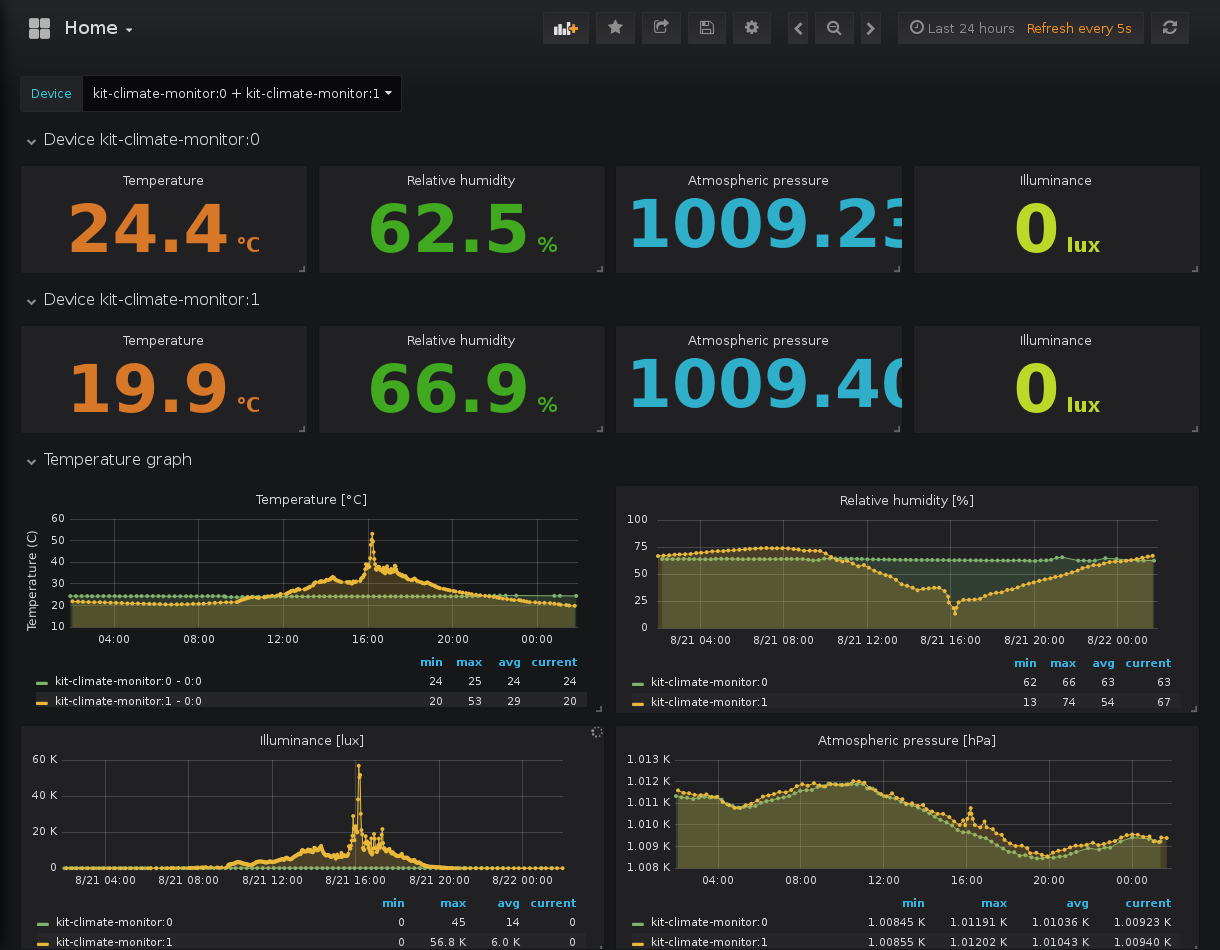 Home
Last 24 hours Refresh every 5s
Device kit-climate-monitor:0 + kit-climate-monitor:1
Device kit-climate-monitor:0
Temperature Relative humidity Atmospheric pressure Illuminance
24.4 °C 62.5 % 1009.23 0 lux
Device kit-climate-monitor:1
Temperature Relative humidity Atmospheric pressure Illuminance
19.9 °C 66.9 % 1009.40 0 lux
Temperature graph
Temperature [°C]
Temperature (C)
60
50
40
30
20
10
04:00 08:00 12:00 16:00 20:00 00:00
min max avg current
kit-climate-monitor:0 - 0:0 24 25 24 24
kit-climate-monitor:1 - 0:0 20 53 29 20
Relative humidity [%]
100
75
50
25
0
8/21 04:00 8/21 08:00 8/21 12:00 8/21 16:00 8/21 20:00 8/22 00:00
min max avg current
kit-climate-monitor:0 62 66 63 63
kit-climate-monitor:1 13 74 54 67
Illuminance [lux]
60 K
40 K
20 K
0
8/21 04:00 8/21 08:00 8/21 12:00 8/21 16:00 8/21 20:00 8/22 00:00
min max avg current
kit-climate-monitor:0 0 45 14 0
kit-climate-monitor:1 0 56.8 K 6.0 K 0
Atmospheric pressure [hPa]
1.013 K
1.012 K
1.011 K
1.010 K
1.009 K
1.008 K
04:00 08:00 12:00 16:00 20:00 00:00
min max avg current
kit-climate-monitor:0 1.00845 K 1.01191 K 1.01036 K 1.00923 K
kit-climate-monitor:1 1.00855 K 1.01202 K 1.01043 K 1.00940 K